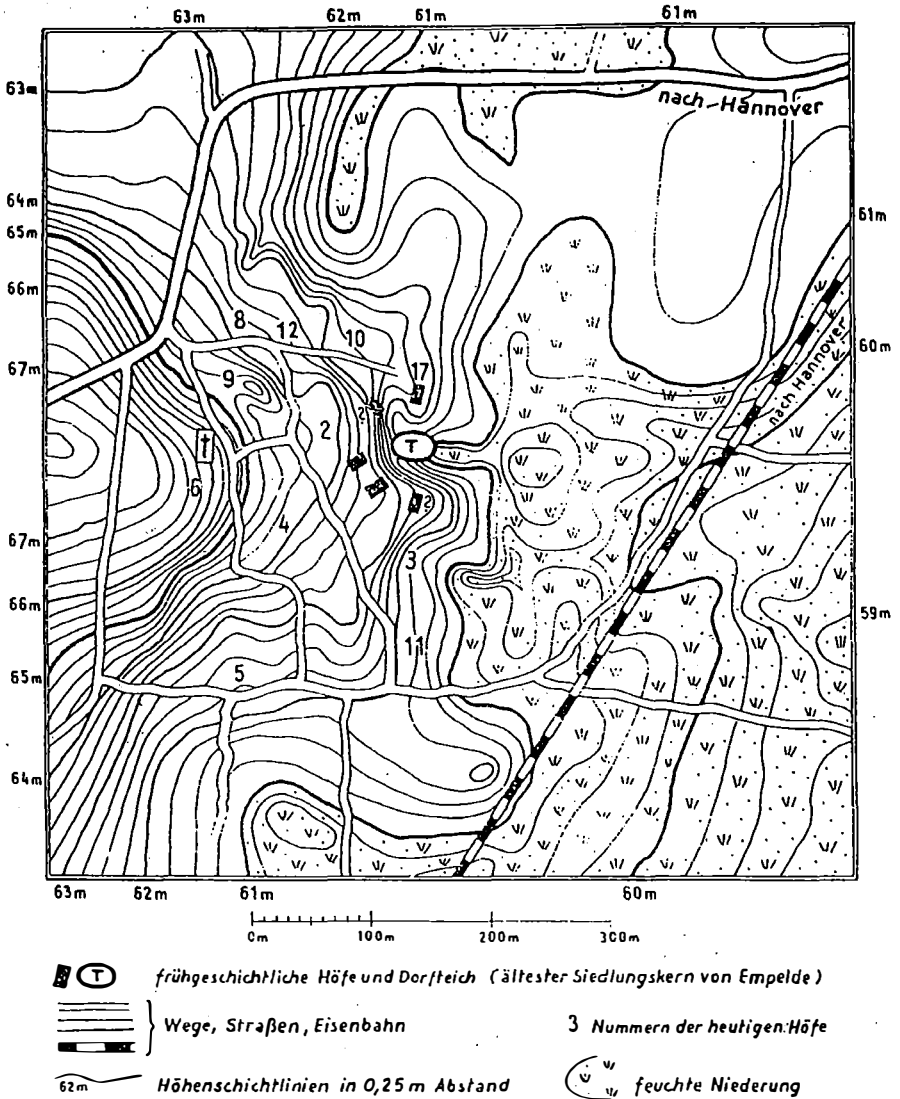 63m 62m 61m 61m
63m
nach Hannover
64m
61m
65m
66m
8 12 10
60m
67m
17
9
nach Hannover
2
2
T
6
4
2
67m
3
66m
59m
11
65m
5
64m
63m 62m 61m 60m
0m 100m 200m 300m
T frühgeschichtliche Höfe und Dorfteich (ältester Siedlungskern von Empelde)
Wege, Straßen, Eisenbahn 3 Nummern der heutigen Höfe
62m Höhenschichtlinien in 0,25 m Abstand feuchte Niederung